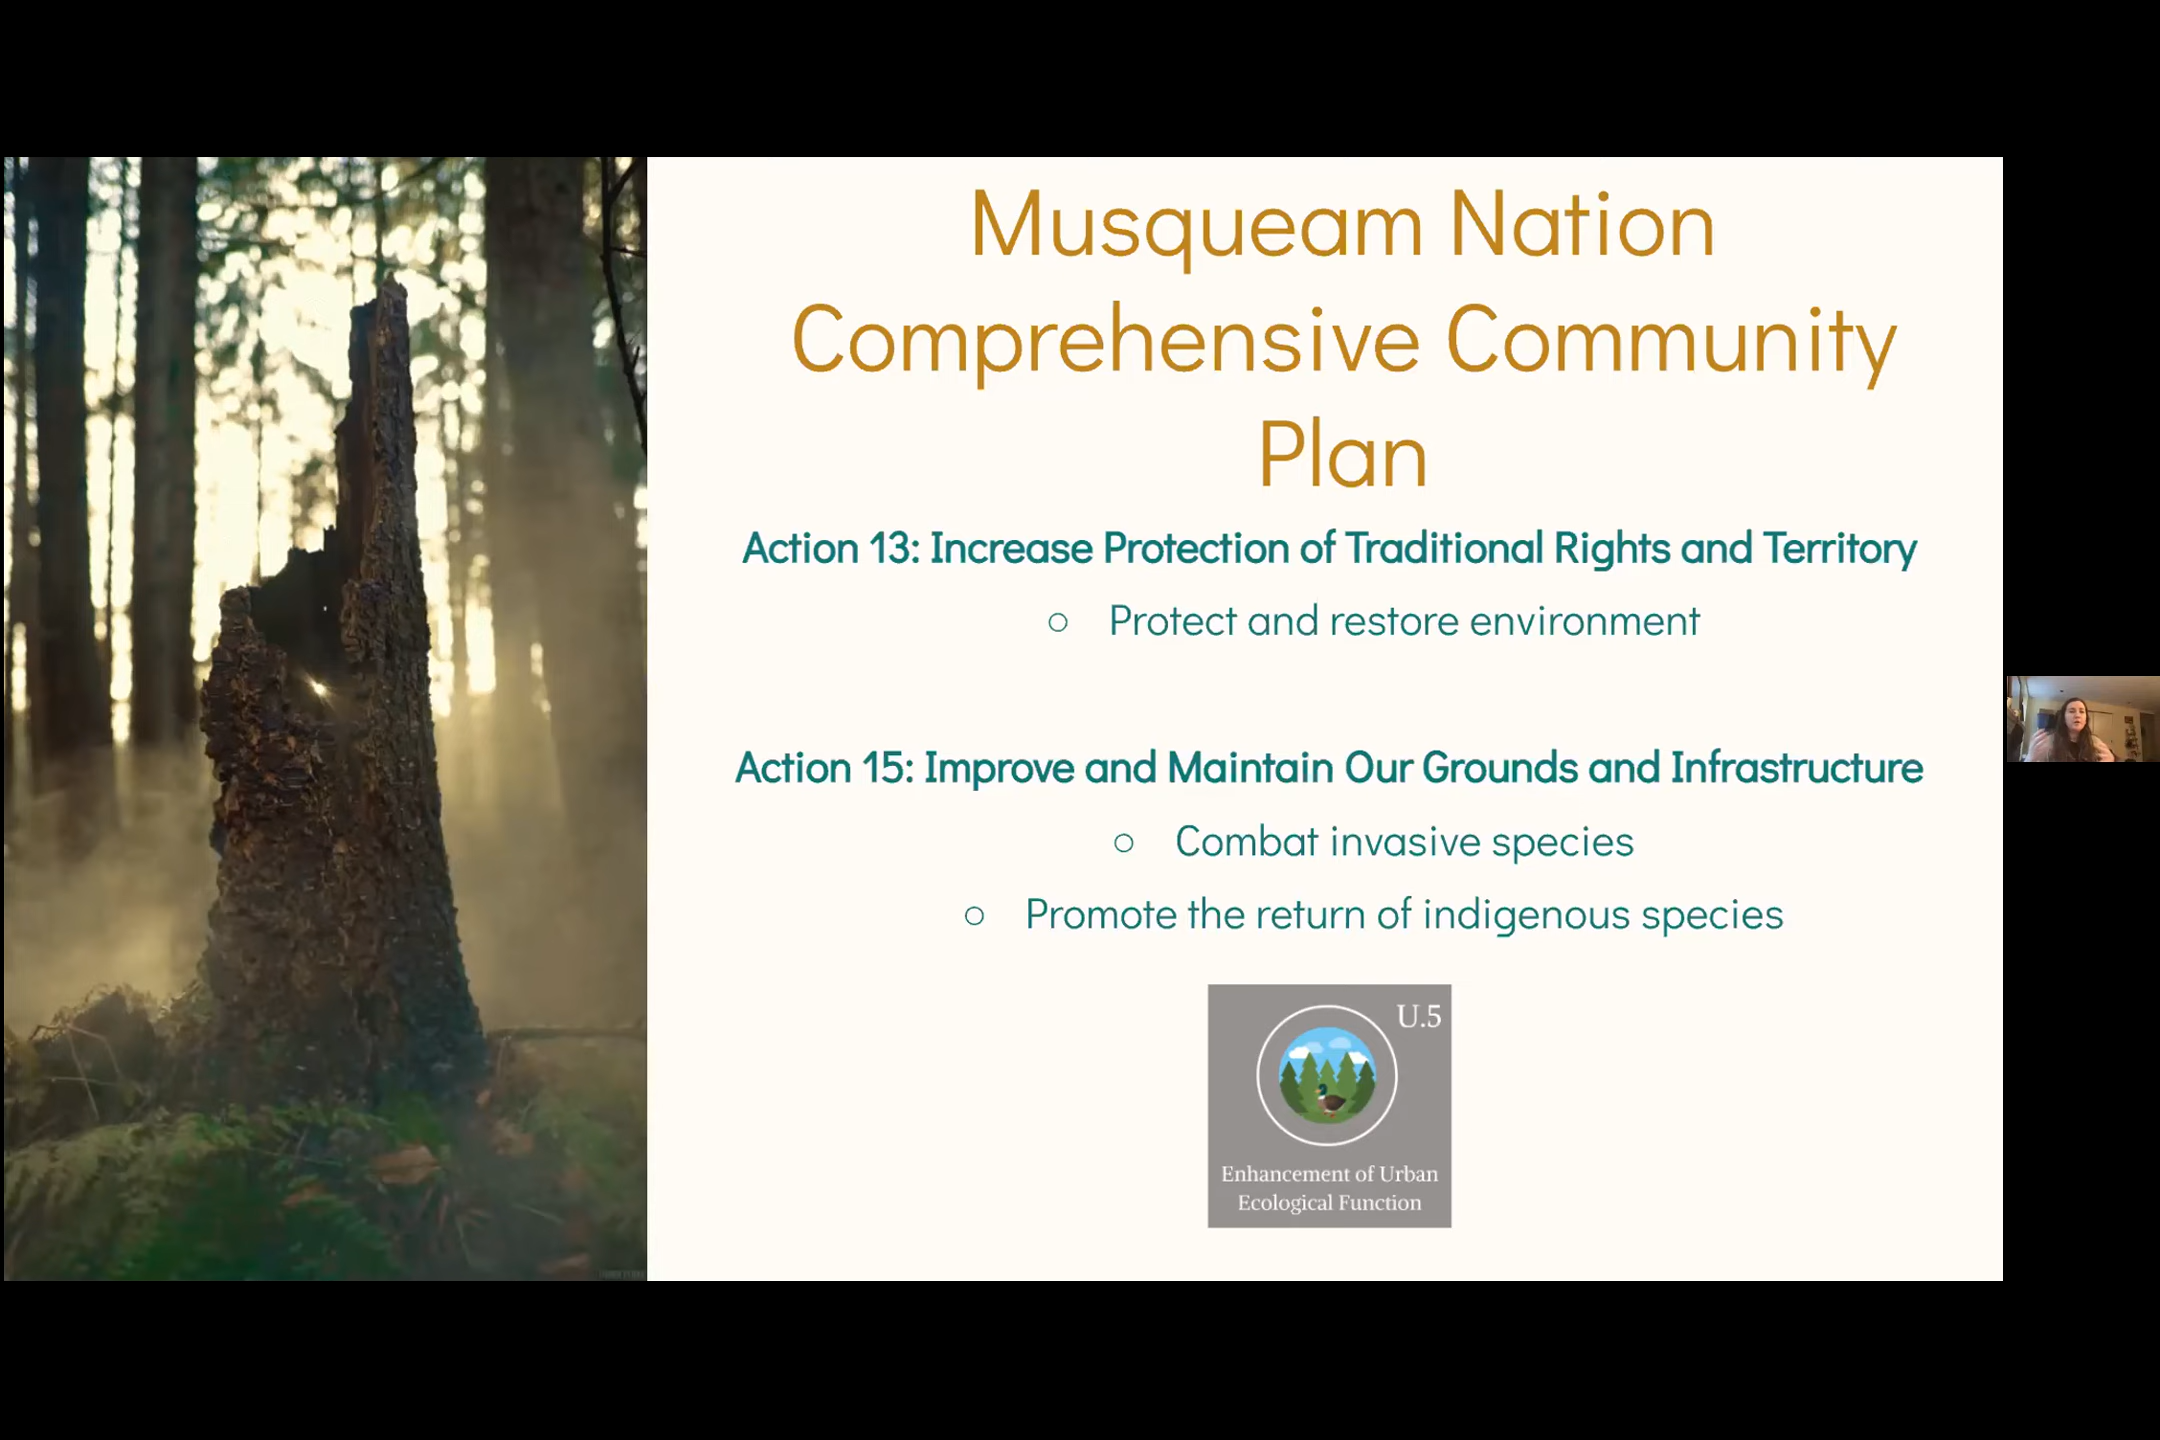 Musqueam Nation
Comprehensive Community
Plan
Action 13: Increase Protection of Traditional Rights and Territory
○ Protect and restore environment
Action 15: Improve and Maintain Our Grounds and Infrastructure
○ Combat invasive species
○ Promote the return of indigenous species
U.5
Enhancement of Urban
Ecological Function